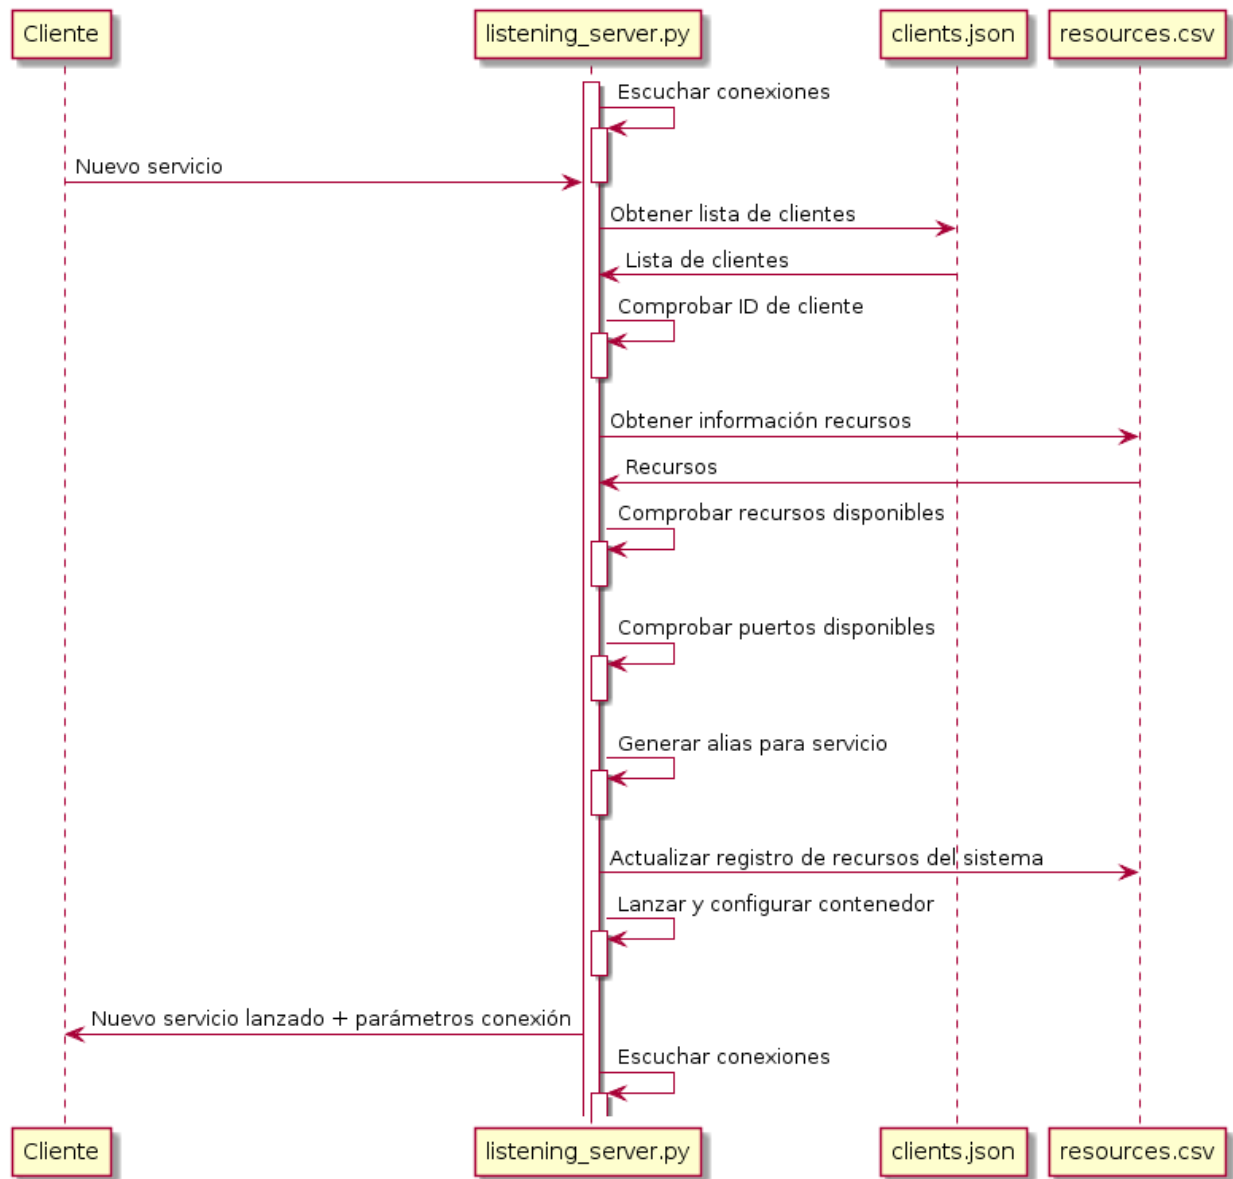 Cliente
listening_server.py
clients.json
resources.csv
Escuchar conexiones
Nuevo servicio
Obtener lista de clientes
Lista de clientes
Comprobar ID de cliente
Obtener información recursos
Recursos
Comprobar recursos disponibles
Comprobar puertos disponibles
Generar alias para servicio
Actualizar registro de recursos del sistema
Lanzar y configurar contenedor
Nuevo servicio lanzado + parámetros conexión
Escuchar conexiones
Cliente
listening_server.py
clients.json
resources.csv